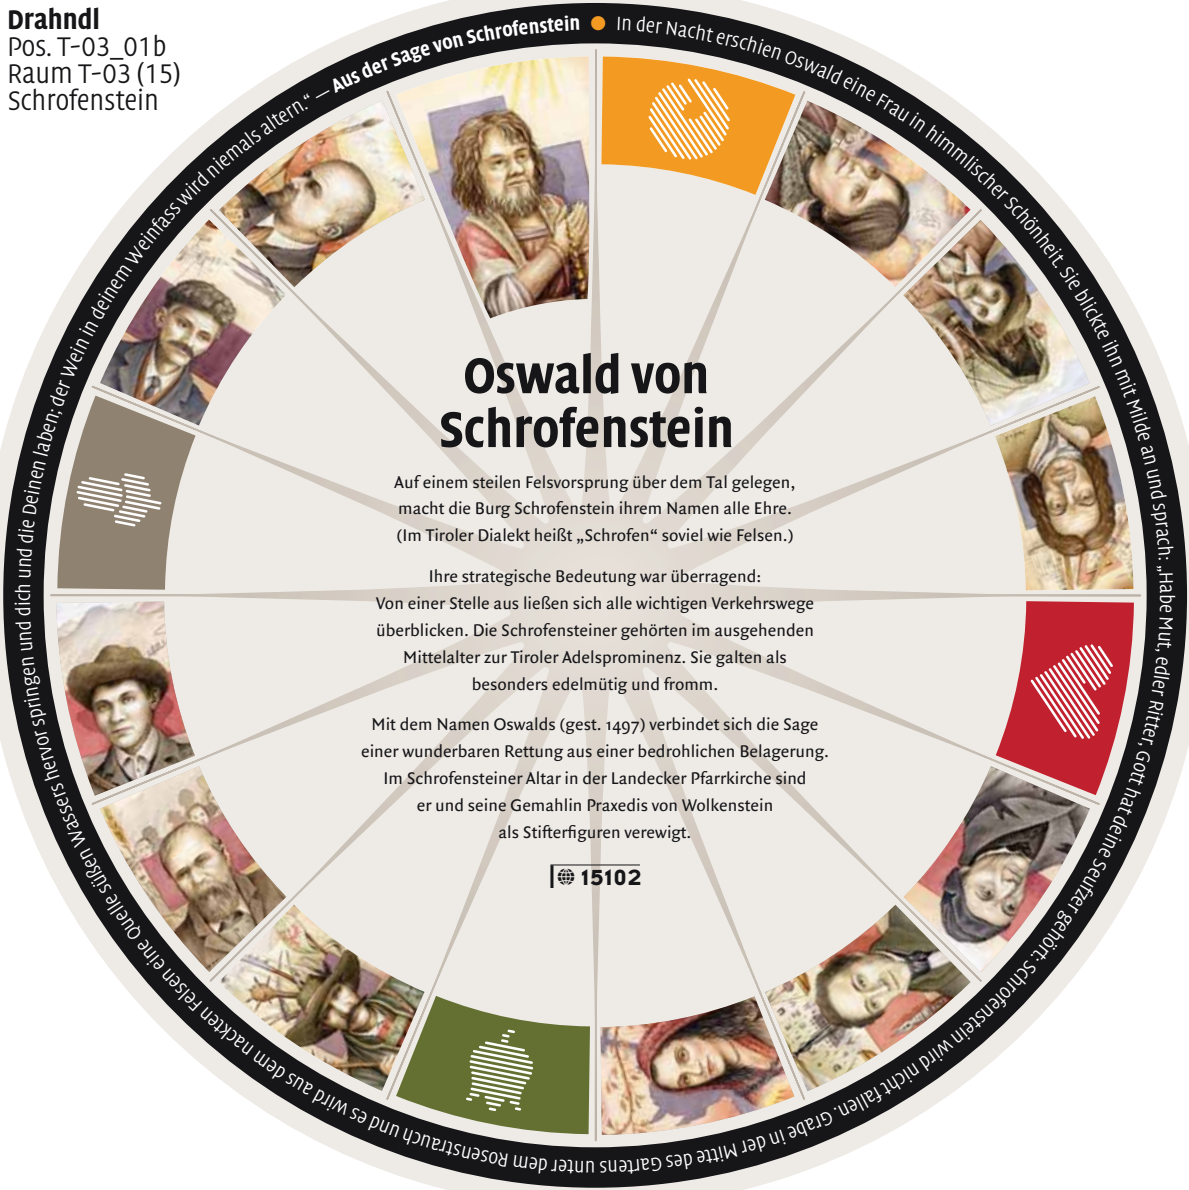 Drahndl
Pos. T-03_01b
Raum T-03 (15)
Schrofenstein
In der Nacht erschien Oswald eine Frau in himmlischer Schönheit. Sie blickte ihn mit Milde an und sprach: „Habe Mut, edler Ritter, Gott hat deine Seufzer gehört: Schrofenstein wird nicht fallen. Grabe in der Mitte des Gartens unter dem Rosenstrauch und es wird aus dem nackten Felsen eine Quelle süßen Wassers hervor springen und dich und die Deinen laben; der Wein in deinem Weinfass wird niemals altern.“ — Aus der Sage von Schrofenstein
Oswald von
Schrofenstein
Auf einem steilen Felsvorsprung über dem Tal gelegen,
macht die Burg Schrofenstein ihrem Namen alle Ehre.
(Im Tiroler Dialekt heißt „Schrofen“ soviel wie Felsen.)
Ihre strategische Bedeutung war überragend:
Von einer Stelle aus ließen sich alle wichtigen Verkehrswege
überblicken. Die Schrofensteiner gehörten im ausgehenden
Mittelalter zur Tiroler Adelsprominenz. Sie galten als
besonders edelmütig und fromm.
Mit dem Namen Oswalds (gest. 1497) verbindet sich die Sage
einer wunderbaren Rettung aus einer bedrohlichen Belagerung.
Im Schrofensteiner Altar in der Landecker Pfarrkirche sind
er und seine Gemahlin Praxedis von Wolkenstein
als Stifterfiguren verewigt.
15102